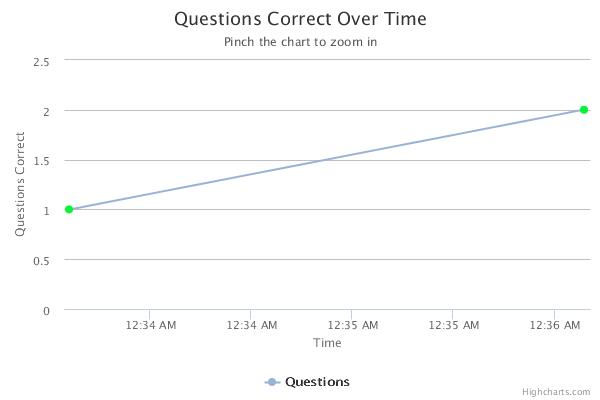 Questions Correct Over Time
Pinch the chart to zoom in
Questions Correct
2.5
2
1.5
1
0.5
0
12:34 AM 12:34 AM 12:35 AM 12:35 AM 12:36 AM
Time
Questions
Highcharts.com